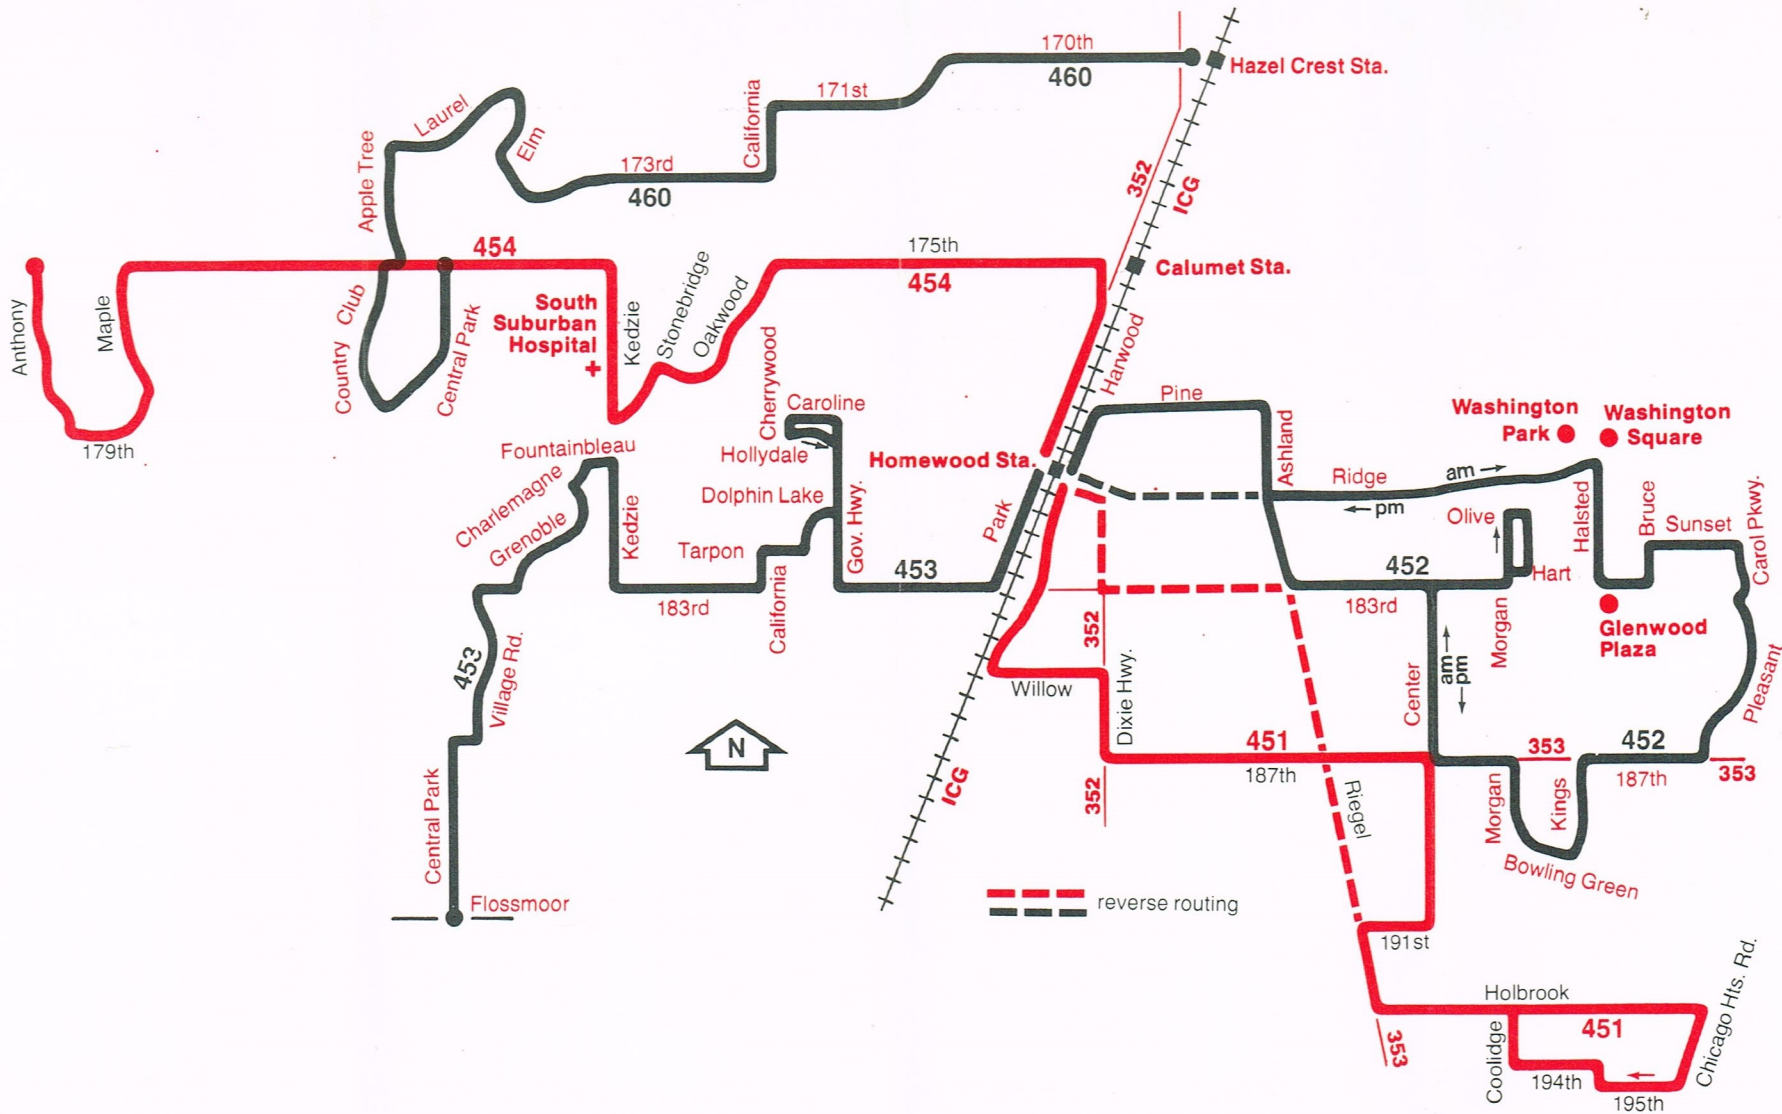 170th
460
Hazel Crest Sta.
171st
California
Laurel
Elm
Apple Tree
173rd
460
352
ICG
454
175th
454
Calumet Sta.
Anthony
Maple
179th
Country Club
Central Park
South
Suburban
Hospital
Kedzie
Stonebridge
Oakwood
Harwood
Cherrywood
Caroline
Hollydale
Dolphin Lake
Gov. Hwy.
Homewood Sta.
Pine
Ashland
Washington
Park
Washington
Square
Fountainbleau
Charlemagne
Grenoble
Kedzie
Tarpon
California
183rd
453
Park
Ridge
am
pm
Olive
Hart
Halsted
Bruce
Sunset
Carol Pkwy.
452
183rd
Morgan
Glenwood
Plaza
Pleasant
453
Village Rd.
352
Willow
Dixie Hwy.
Center
am
pm
N
451
187th
353
452
187th
353
352
ICG
Riegel
Morgan
Kings
Bowling Green
Central Park
Flossmoor
reverse routing
191st
Holbrook
451
Chicago Hts. Rd.
353
Coolidge
194th
195th